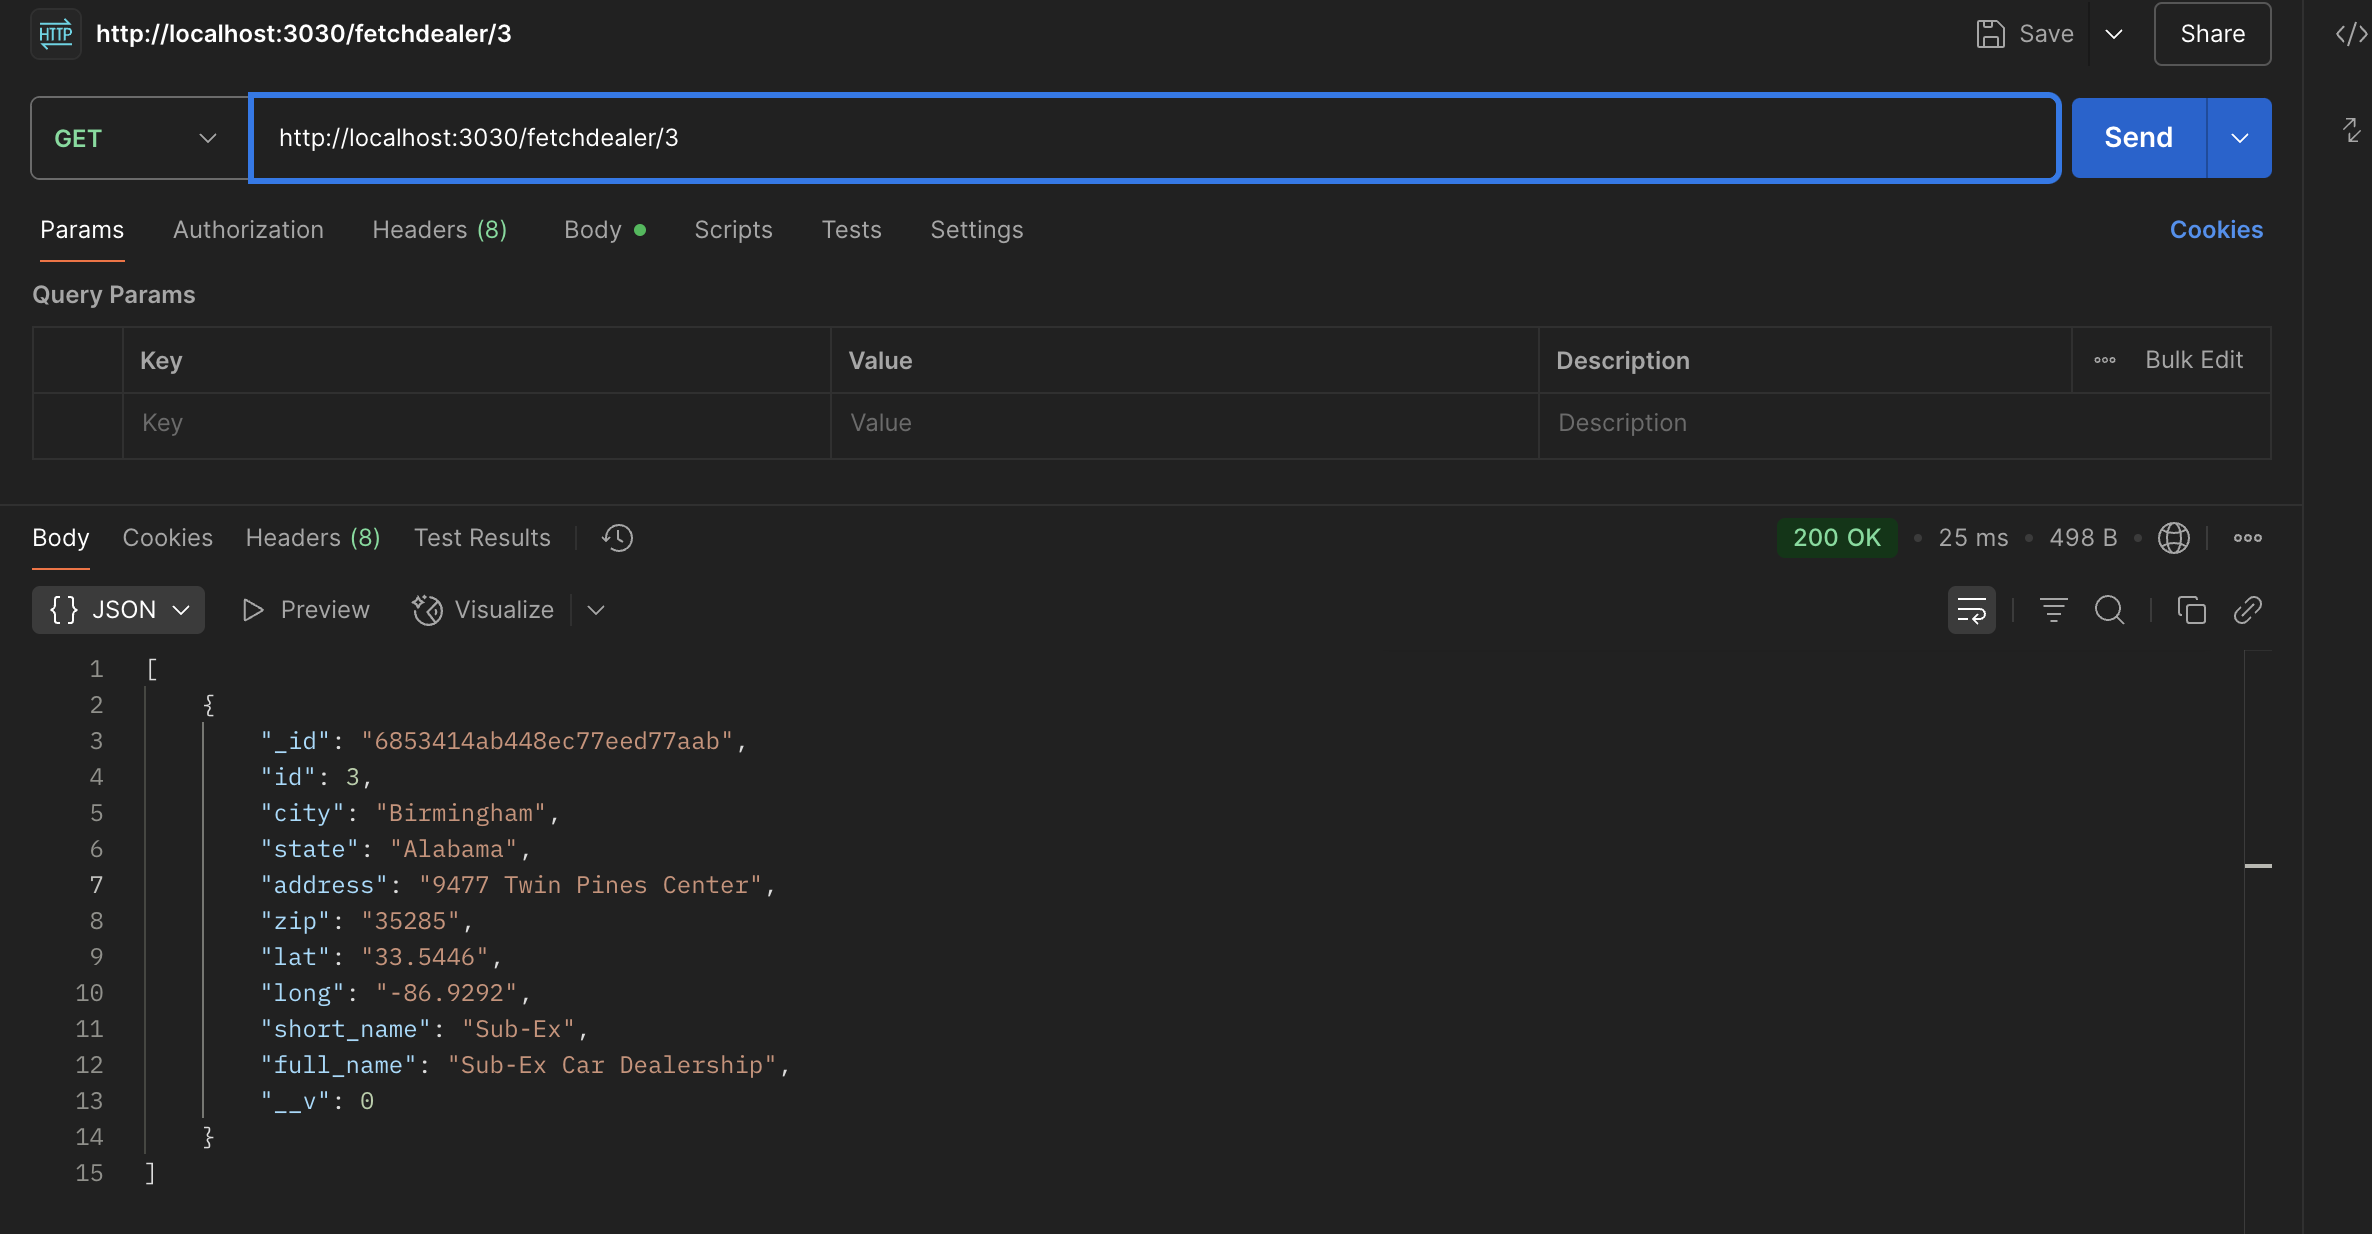 HTTP http://localhost:3030/fetchdealer/3 Save Share
GET http://localhost:3030/fetchdealer/3 Send
Params Authorization Headers (8) Body Scripts Tests Settings Cookies
Query Params
Key Value Description Bulk Edit
Key Value Description
Body Cookies Headers (8) Test Results 200 OK 25 ms 498 B
{} JSON Preview Visualize
1 [
2 {
3 "_id": "6853414ab448ec77eed77aab",
4 "id": 3,
5 "city": "Birmingham",
6 "state": "Alabama",
7 "address": "9477 Twin Pines Center",
8 "zip": "35285",
9 "lat": "33.5446",
10 "long": "-86.9292",
11 "short_name": "Sub-Ex",
12 "full_name": "Sub-Ex Car Dealership",
13 "__v": 0
14 }
15 ]